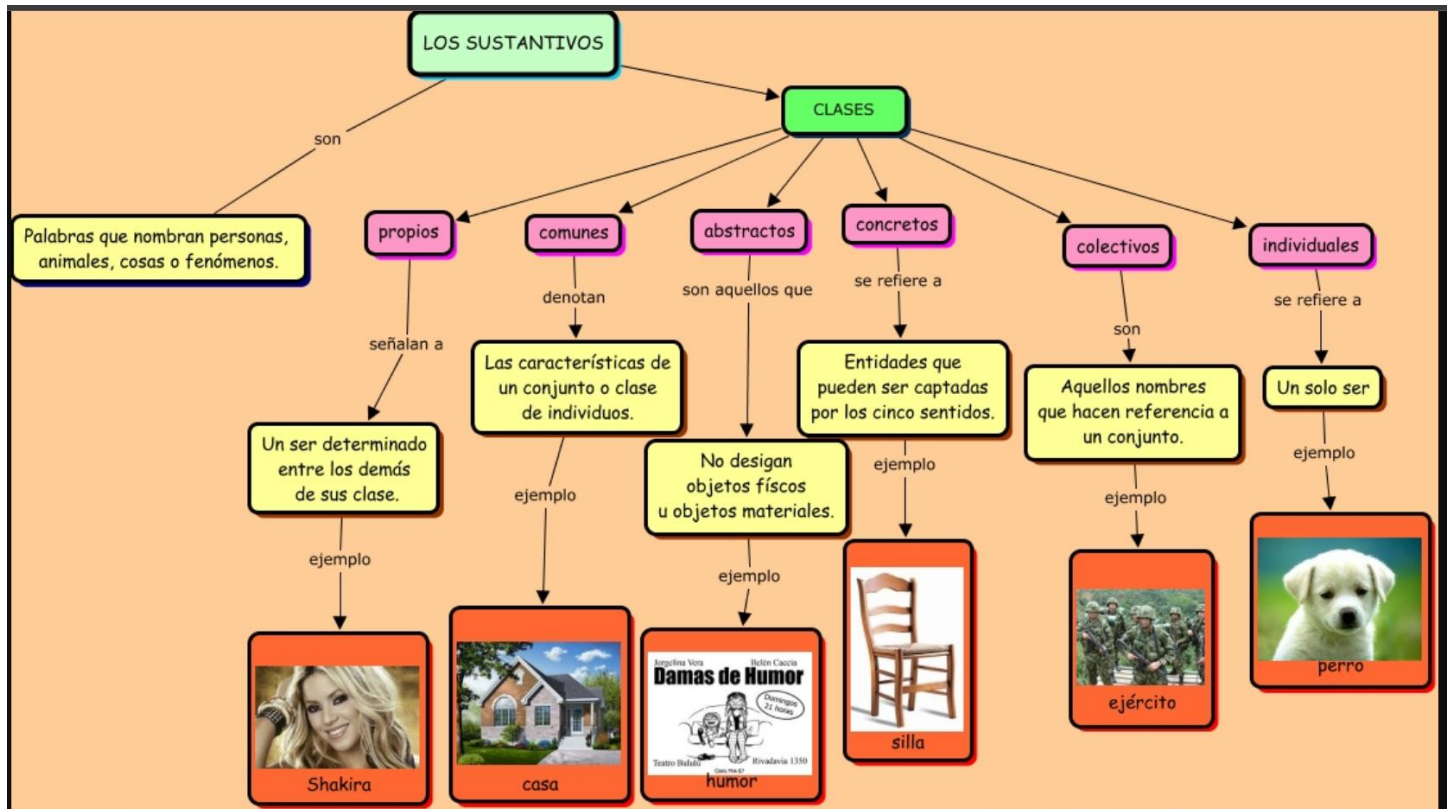 LOS SUSTANTIVOS
CLASES
son
Palabras que nombran personas,
animales, cosas o fenómenos.
propios
señalan a
Un ser determinado
entre los demás
de sus clase.
ejemplo
Shakira
comunes
denotan
Las características de
un conjunto o clase
de individuos.
ejemplo
casa
abstractos
son aquellos que
No desigan
objetos físcos
u objetos materiales.
ejemplo
Jorgelina Vera
Belén Caccia
Damas de Humor
Domingos
21 horas
Teatro Bululú
Rivadavia 1350
humor
concretos
se refiere a
Entidades que
pueden ser captadas
por los cinco sentidos.
ejemplo
silla
colectivos
son
Aquellos nombres
que hacen referencia a
un conjunto.
ejemplo
ejército
individuales
se refiere a
Un solo ser
ejemplo
perro